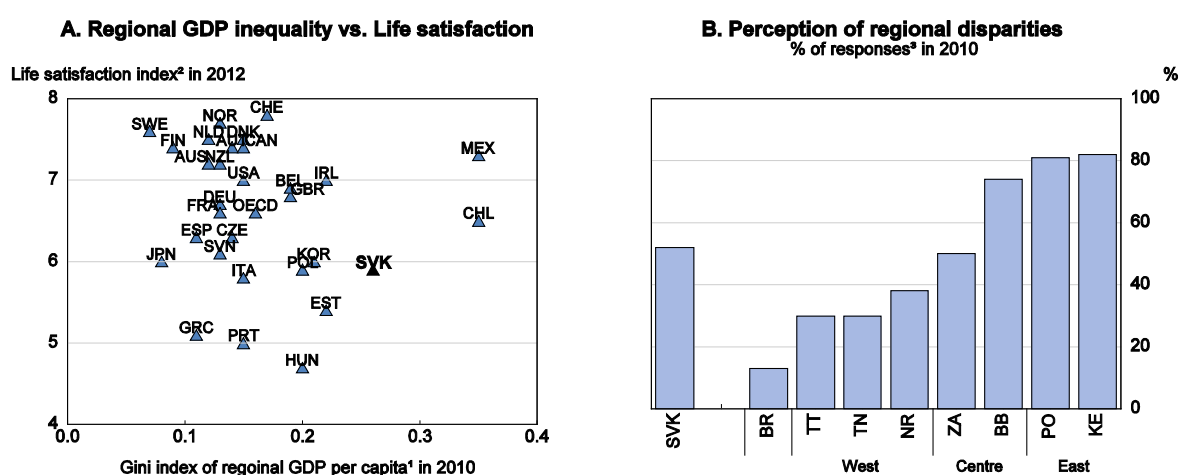 A. Regional GDP inequality vs. Life satisfaction
Life satisfaction index² in 2012
8
7
6
5
4
0.0
0.1
0.2
0.3
0.4
SWE
FIN
NOR
CHE
NLD
DNK
AUT
CAN
AUS
NZL
USA
BEL
GBR
IRL
MEX
CHL
DEU
FRA
OECD
ESP
CZE
SVN
JPN
ITA
KOR
POL
SVK
EST
GRC
PRT
HUN
Gini index of regoinal GDP per capita¹ in 2010
B. Perception of regional disparities
% of responses³ in 2010
%
100
80
60
40
20
0
SVK
BR
TT
TN
NR
ZA
BB
PO
KE
West
Centre
East